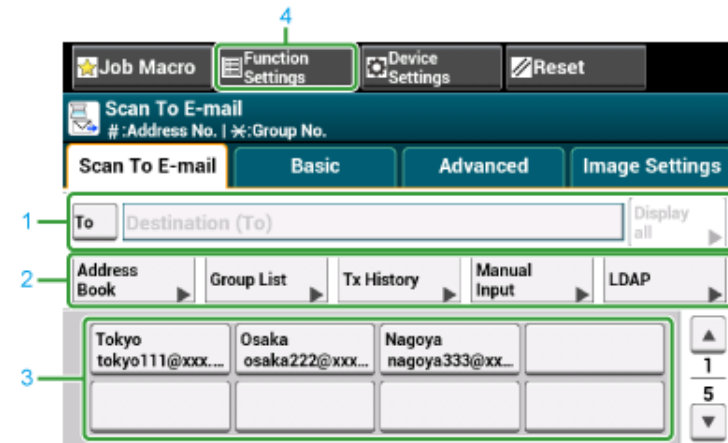 4
Job Macro
Function
Settings
Device
Settings
Reset
Scan To E-mail
#:Address No. | ⚹:Group No.
Scan To E-mail
Basic
Advanced
Image Settings
1
To
Destination (To)
Display
all
2
Address
Book
Group List
Tx History
Manual
Input
LDAP
3
Tokyo
tokyo111@xxx....
Osaka
osaka222@xxx...
Nagoya
nagoya333@xx...
1
5